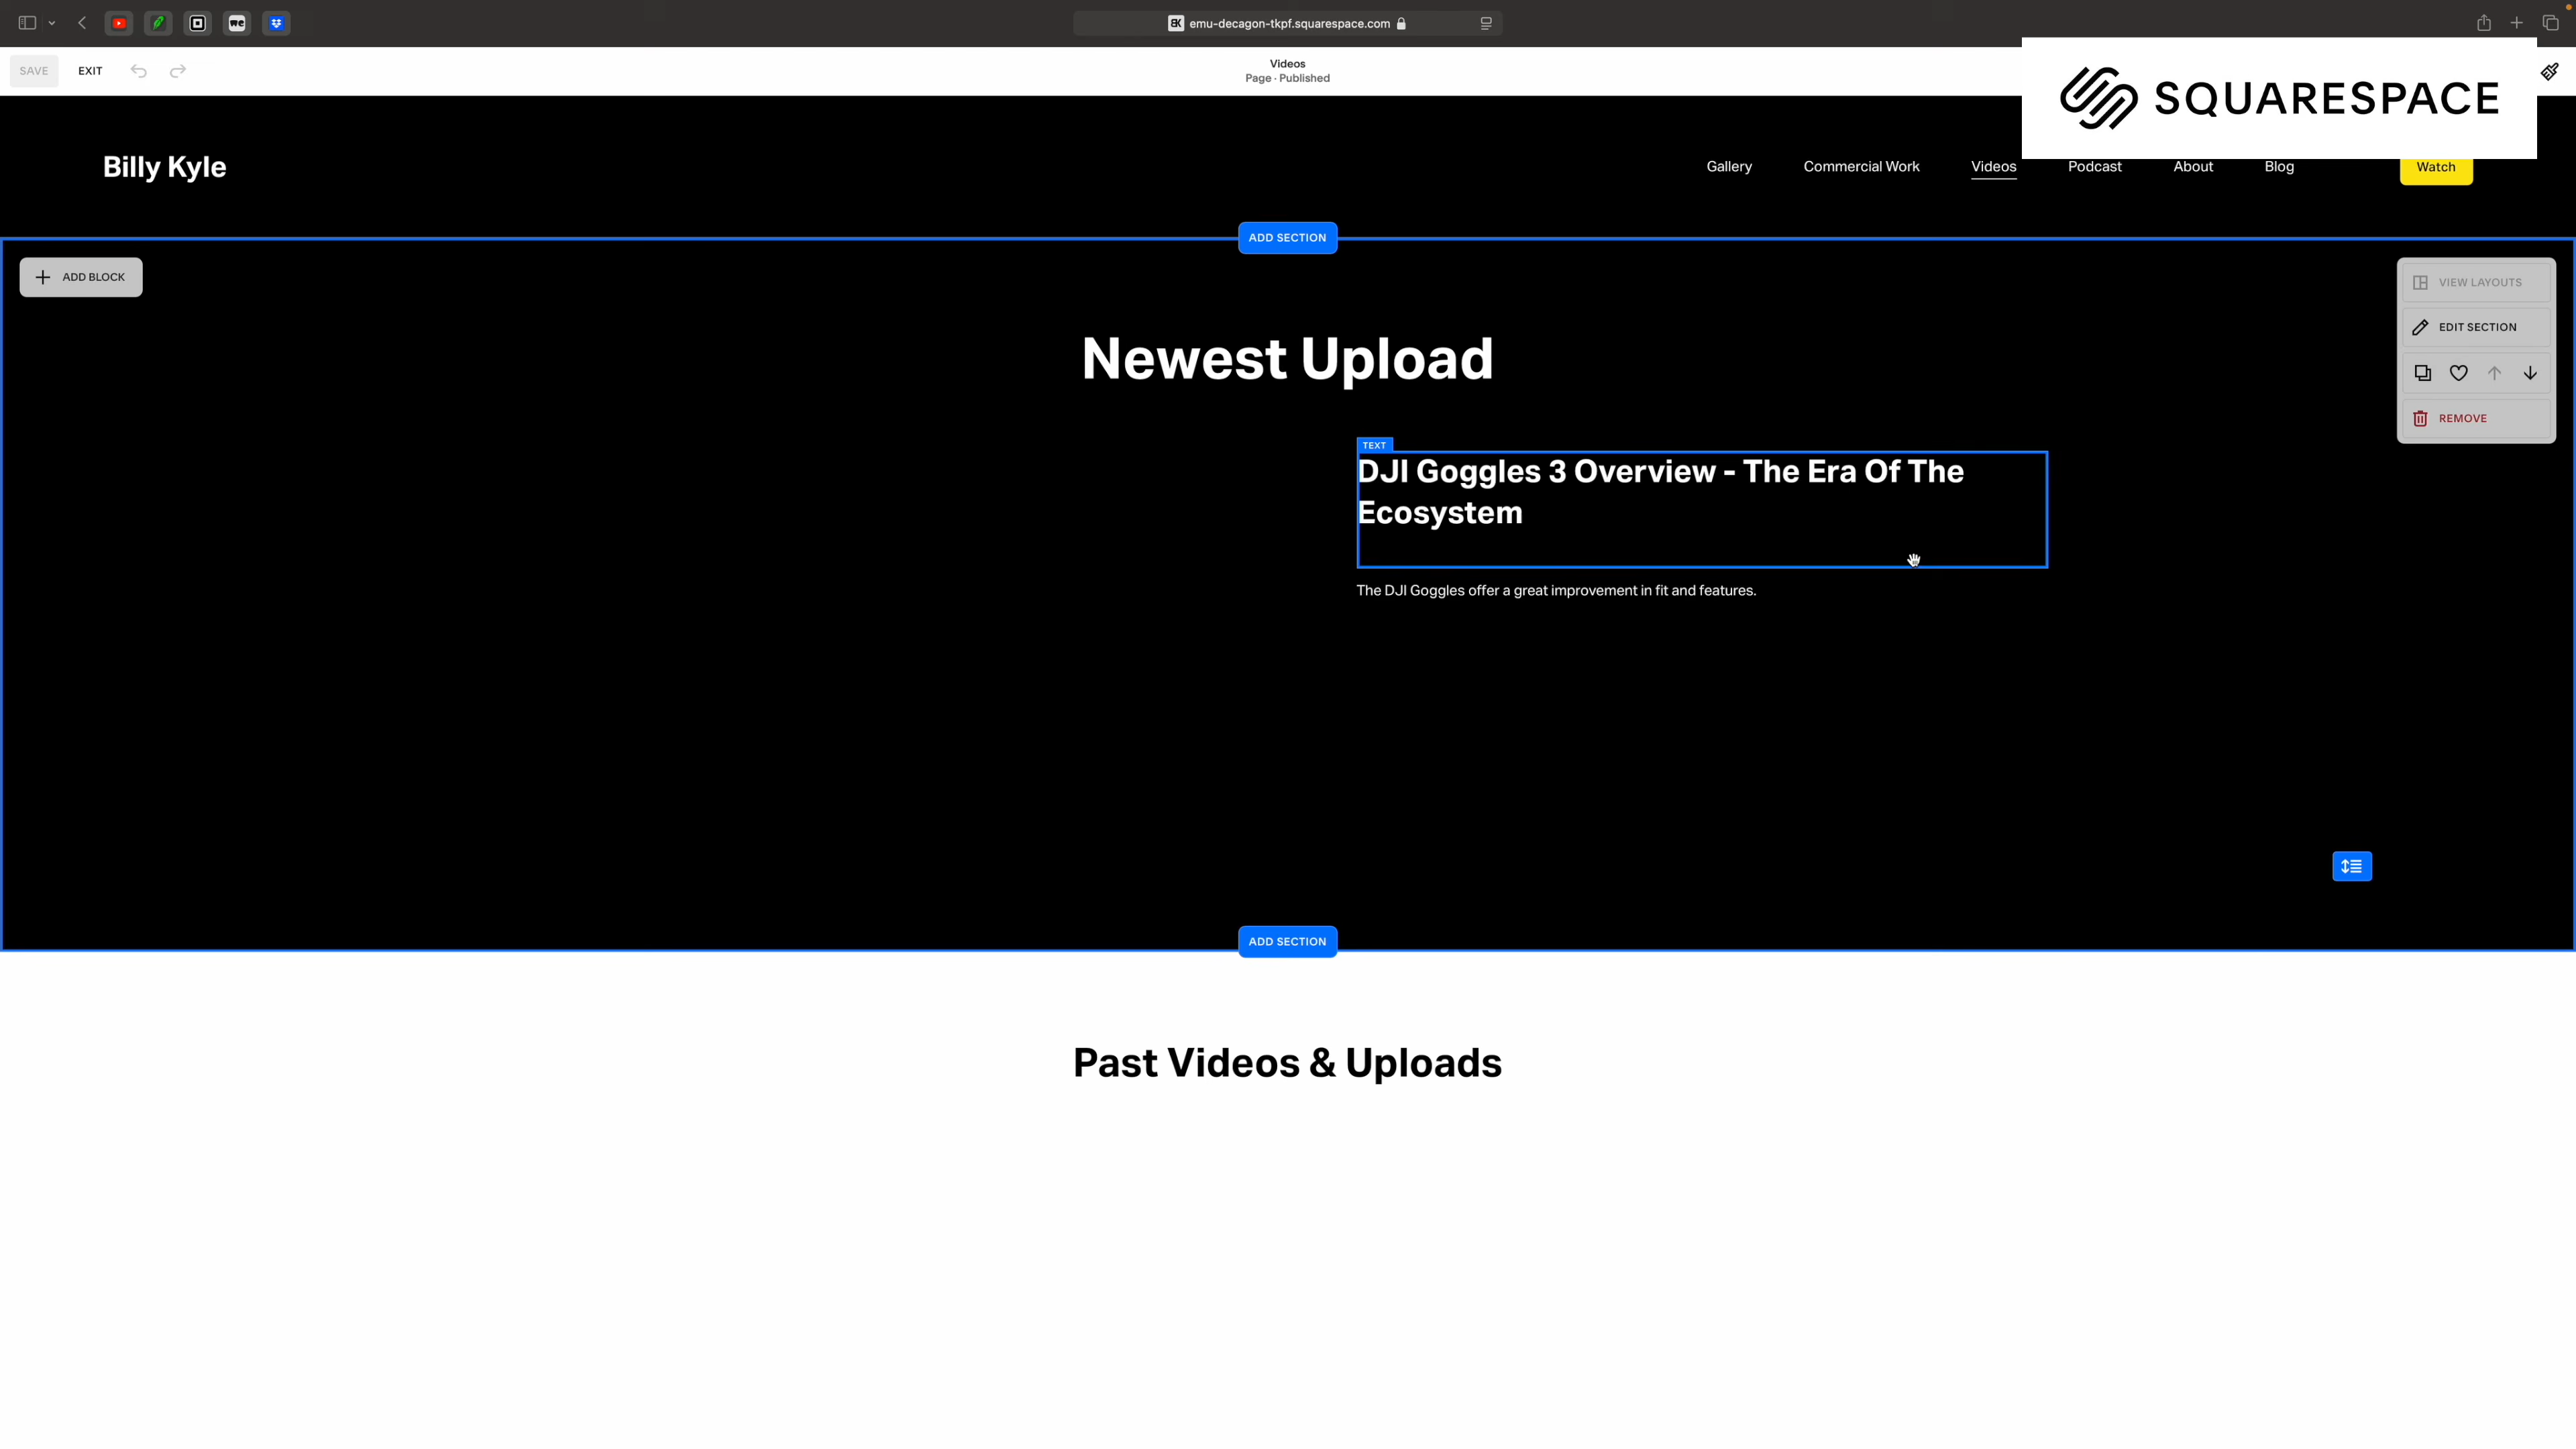 emu-decagon-tkpf.squarespace.com
SAVE
EXIT
Videos
Page · Published
SQUARESPACE
Billy Kyle
Gallery
Commercial Work
Videos
Podcast
About
Blog
Watch
ADD SECTION
ADD BLOCK
VIEW LAYOUTS
EDIT SECTION
REMOVE
Newest Upload
TEXT
DJI Goggles 3 Overview - The Era Of The
Ecosystem
The DJI Goggles offer a great improvement in fit and features.
ADD SECTION
Past Videos & Uploads